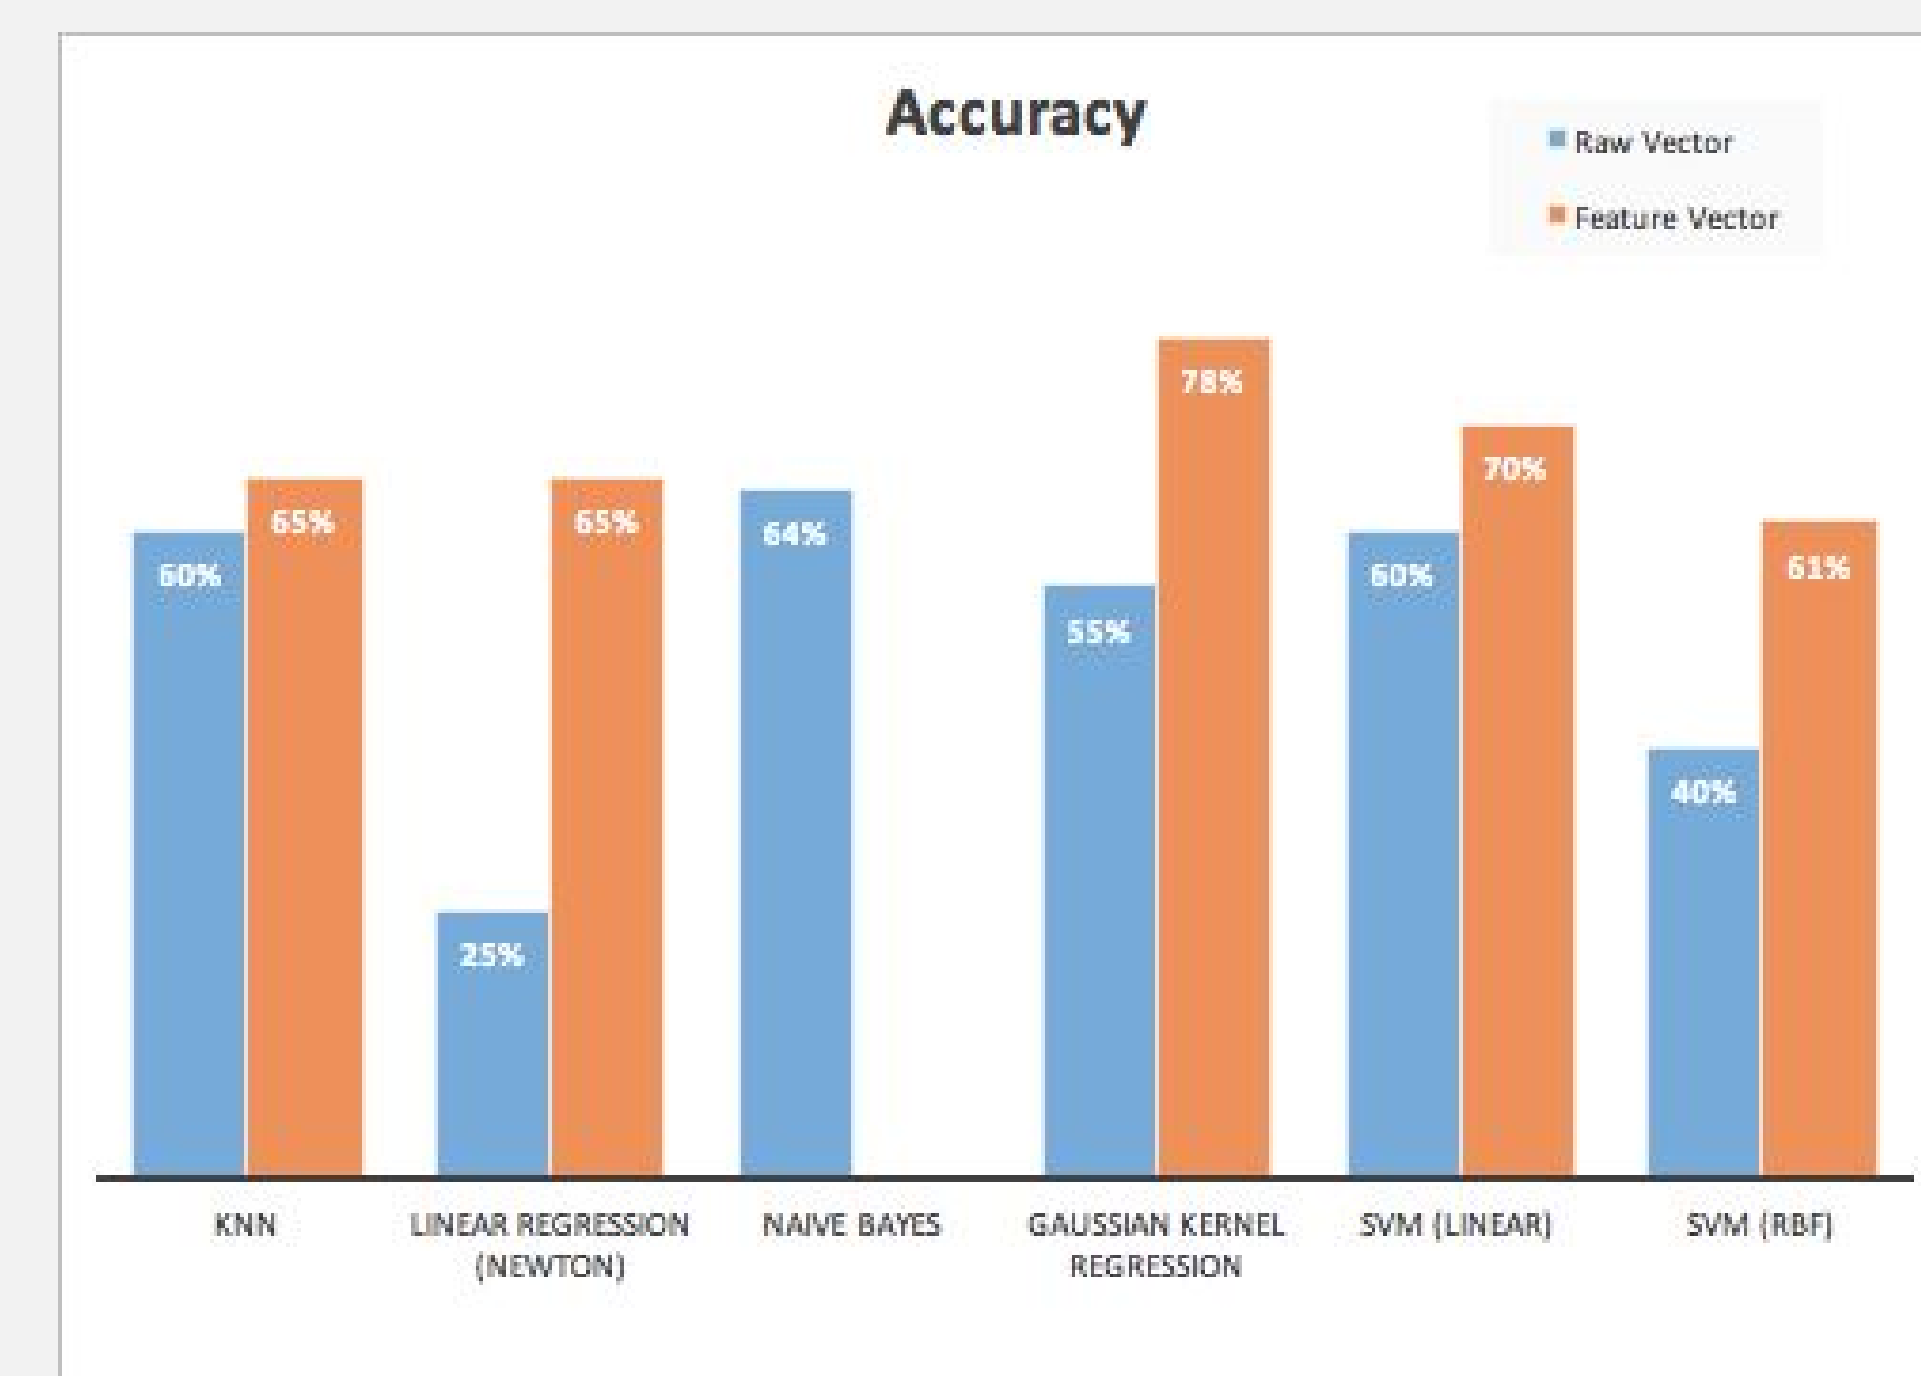 Accuracy
Raw Vector
Feature Vector
60%
65%
25%
65%
64%
55%
78%
60%
70%
40%
61%
KNN
LINEAR REGRESSION
(NEWTON)
NAIVE BAYES
GAUSSIAN KERNEL
REGRESSION
SVM (LINEAR)
SVM (RBF)